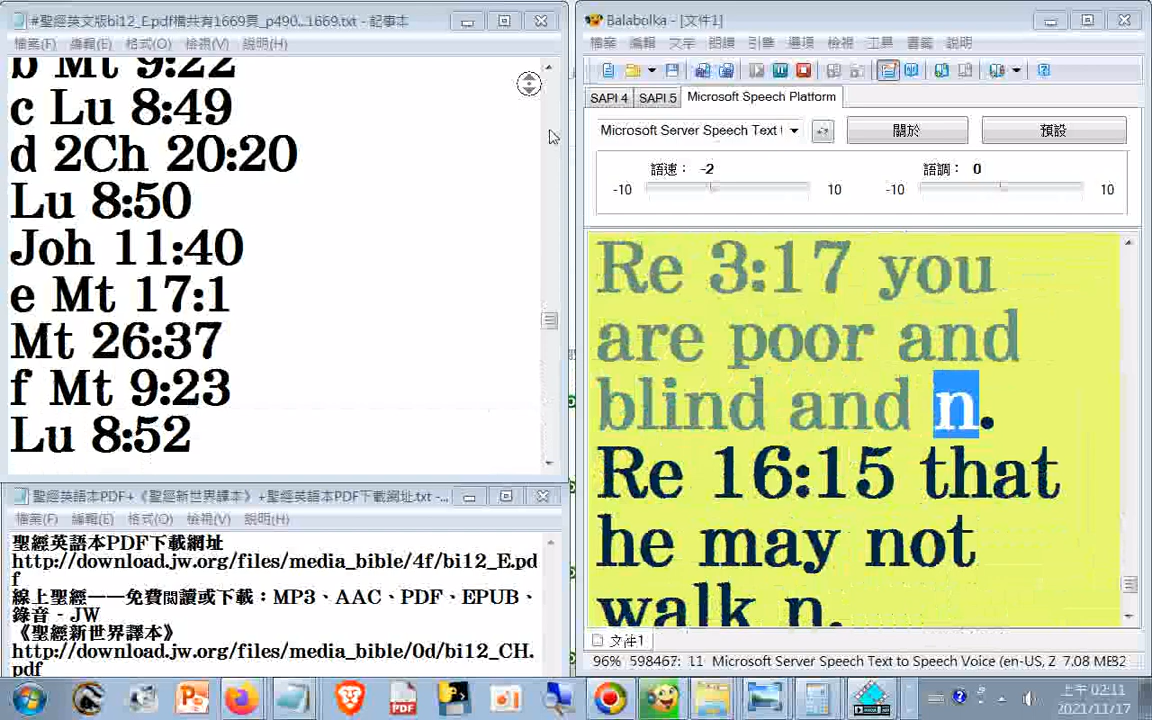 #聖經英文版bi12_E.pdf檔共有1669頁_p490...1669.txt - 記事本
檔案(F) 編輯(E) 格式(O) 檢視(V) 說明(H)
b Mt 9:22
c Lu 8:49
d 2Ch 20:20
Lu 8:50
Joh 11:40
e Mt 17:1
Mt 26:37
f Mt 9:23
Lu 8:52
聖經英語本PDF+《聖經新世界譯本》+聖經英語本PDF下載網址.txt - ...
檔案(F) 編輯(E) 格式(O) 檢視(V) 說明(H)
聖經英語本PDF下載網址
http://download.jw.org/files/media_bible/4f/bi12_E.pd
f
線上聖經——免費閱讀或下載：MP3、AAC、PDF、EPUB、
錄音 - JW
《聖經新世界譯本》
http://download.jw.org/files/media_bible/0d/bi12_CH.
pdf
Balabolka - [文件1]
檔案 編輯 文字 朗讀 引擎 選項 檢視 工具 書籤 說明
SAPI 4 SAPI 5 Microsoft Speech Platform
Microsoft Server Speech Text 關於 預設
語速： -2 語調： 0
-10 10 -10 10
Re 3:17 you
are poor and
blind and n.
Re 16:15 that
he may not
walk n.
文件1
96% 598467: 11 Microsoft Server Speech Text to Speech Voice (en-US, Z 7.08 MB
上午 02:11
2021/11/17